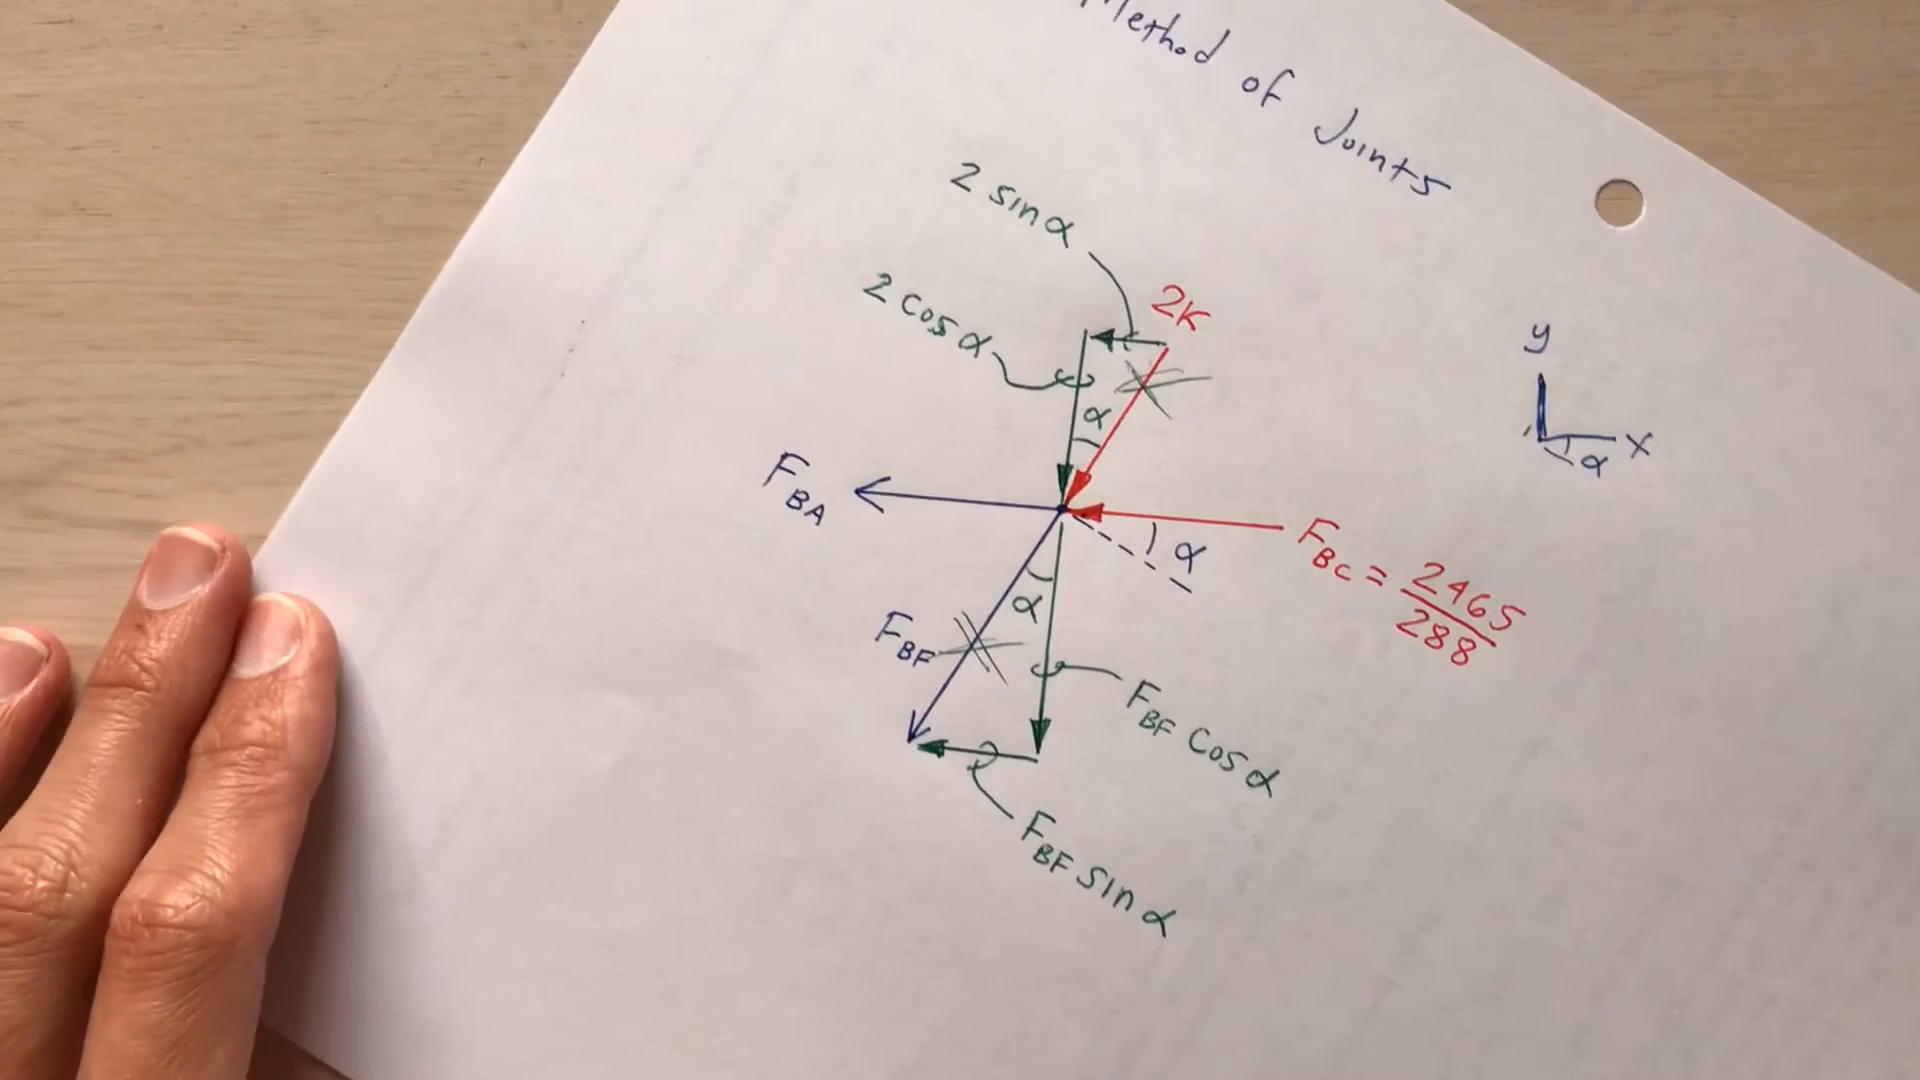 Method of Joints
2 sin α
2K
2 cos α
α
y
x
α
F_BA
α
F_BC = 2465/288
α
F_BF
F_BF cos α
F_BF sin α